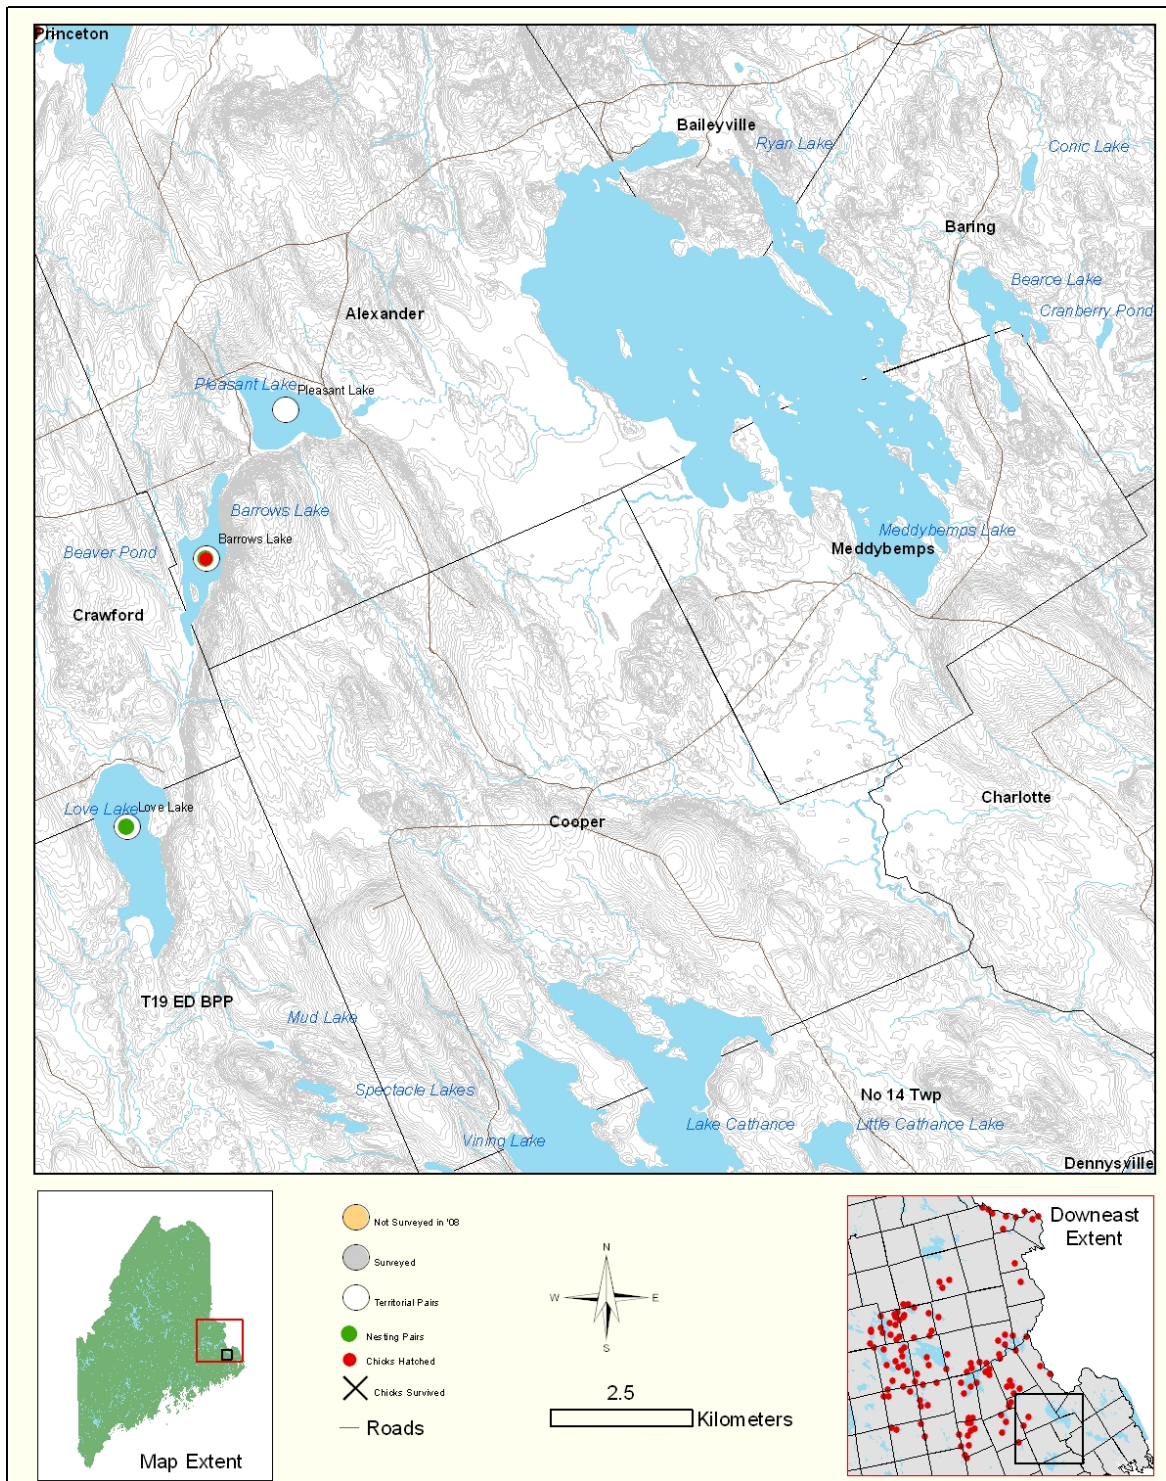 Princeton
Baileyville
Ryan Lake
Conic Lake
Baring
Bearce Lake
Cranberry Pond
Alexander
Pleasant Lake
Pleasant Lake
Barrows Lake
Barrows Lake
Beaver Pond
Meddybemps Lake
Meddybemps
Crawford
Charlotte
Love Lake
Love Lake
Cooper
T19 ED BPP
Mud Lake
Spectacle Lakes
No 14 Twp
Lake Cathance
Little Cathance Lake
Vining Lake
Dennysville
Map Extent
Not Surveyed in '08
Surveyed
Territorial Pairs
Nesting Pairs
Chicks Hatched
Chicks Survived
Roads
N
W
E
S
2.5
Kilometers
Downeast
Extent